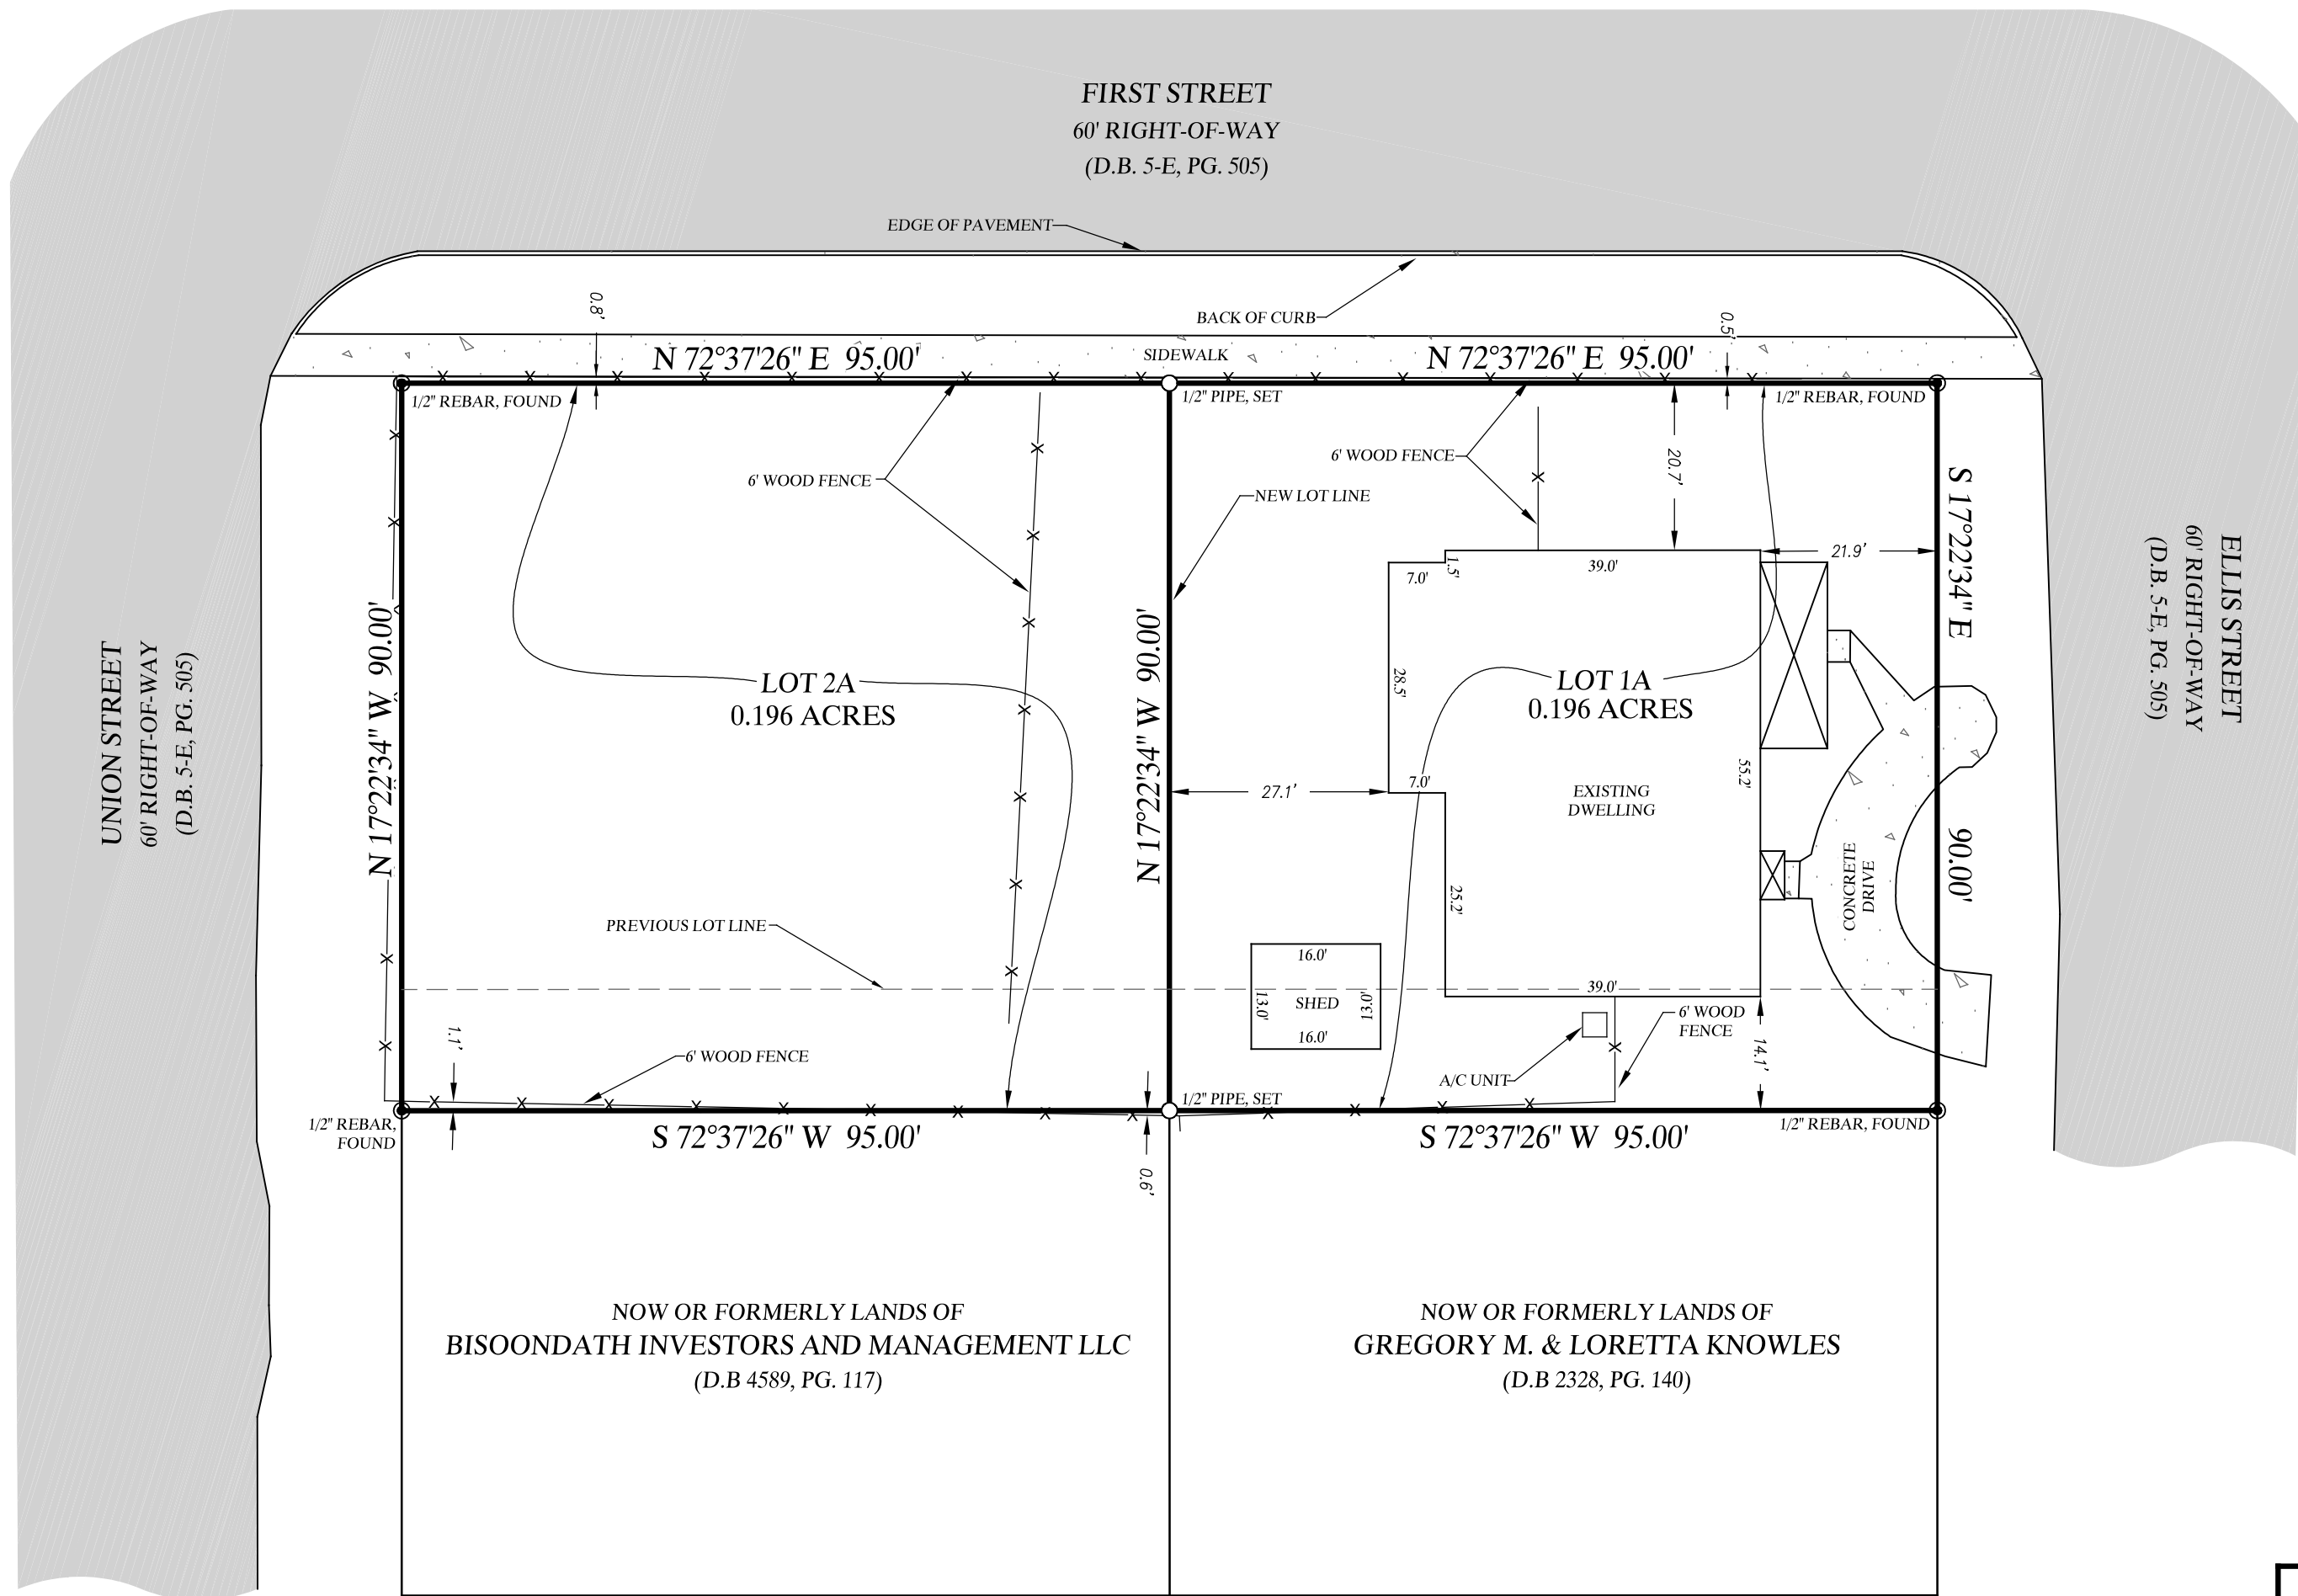 FIRST STREET
60' RIGHT-OF-WAY
(D.B. 5-E, PG. 505)
EDGE OF PAVEMENT
BACK OF CURB
0.8'
0.5'
N 72°37'26" E 95.00'
SIDEWALK
N 72°37'26" E 95.00'
1/2" REBAR, FOUND
1/2" PIPE, SET
1/2" REBAR, FOUND
6' WOOD FENCE
6' WOOD FENCE
20.7'
NEW LOT LINE
S 17°22'34" E 90.00'
21.9'
7.0'
1.5'
39.0'
UNION STREET
60' RIGHT-OF-WAY
(D.B. 5-E, PG. 505)
ELLIS STREET
60' RIGHT-OF-WAY
(D.B. 5-E, PG. 505)
N 17°22'34" W 90.00'
LOT 2A
0.196 ACRES
N 17°22'34" W 90.00'
28.5'
LOT 1A
0.196 ACRES
27.1'
7.0'
EXISTING
DWELLING
55.2'
CONCRETE
DRIVE
25.2'
PREVIOUS LOT LINE
16.0'
13.0'
SHED
13.0'
16.0'
39.0'
6' WOOD
FENCE
1.1'
6' WOOD FENCE
A/C UNIT
14.1'
1/2" REBAR,
FOUND
1/2" PIPE, SET
1/2" REBAR, FOUND
S 72°37'26" W 95.00'
S 72°37'26" W 95.00'
0.6'
NOW OR FORMERLY LANDS OF
BISOONDATH INVESTORS AND MANAGEMENT LLC
(D.B 4589, PG. 117)
NOW OR FORMERLY LANDS OF
GREGORY M. & LORETTA KNOWLES
(D.B 2328, PG. 140)